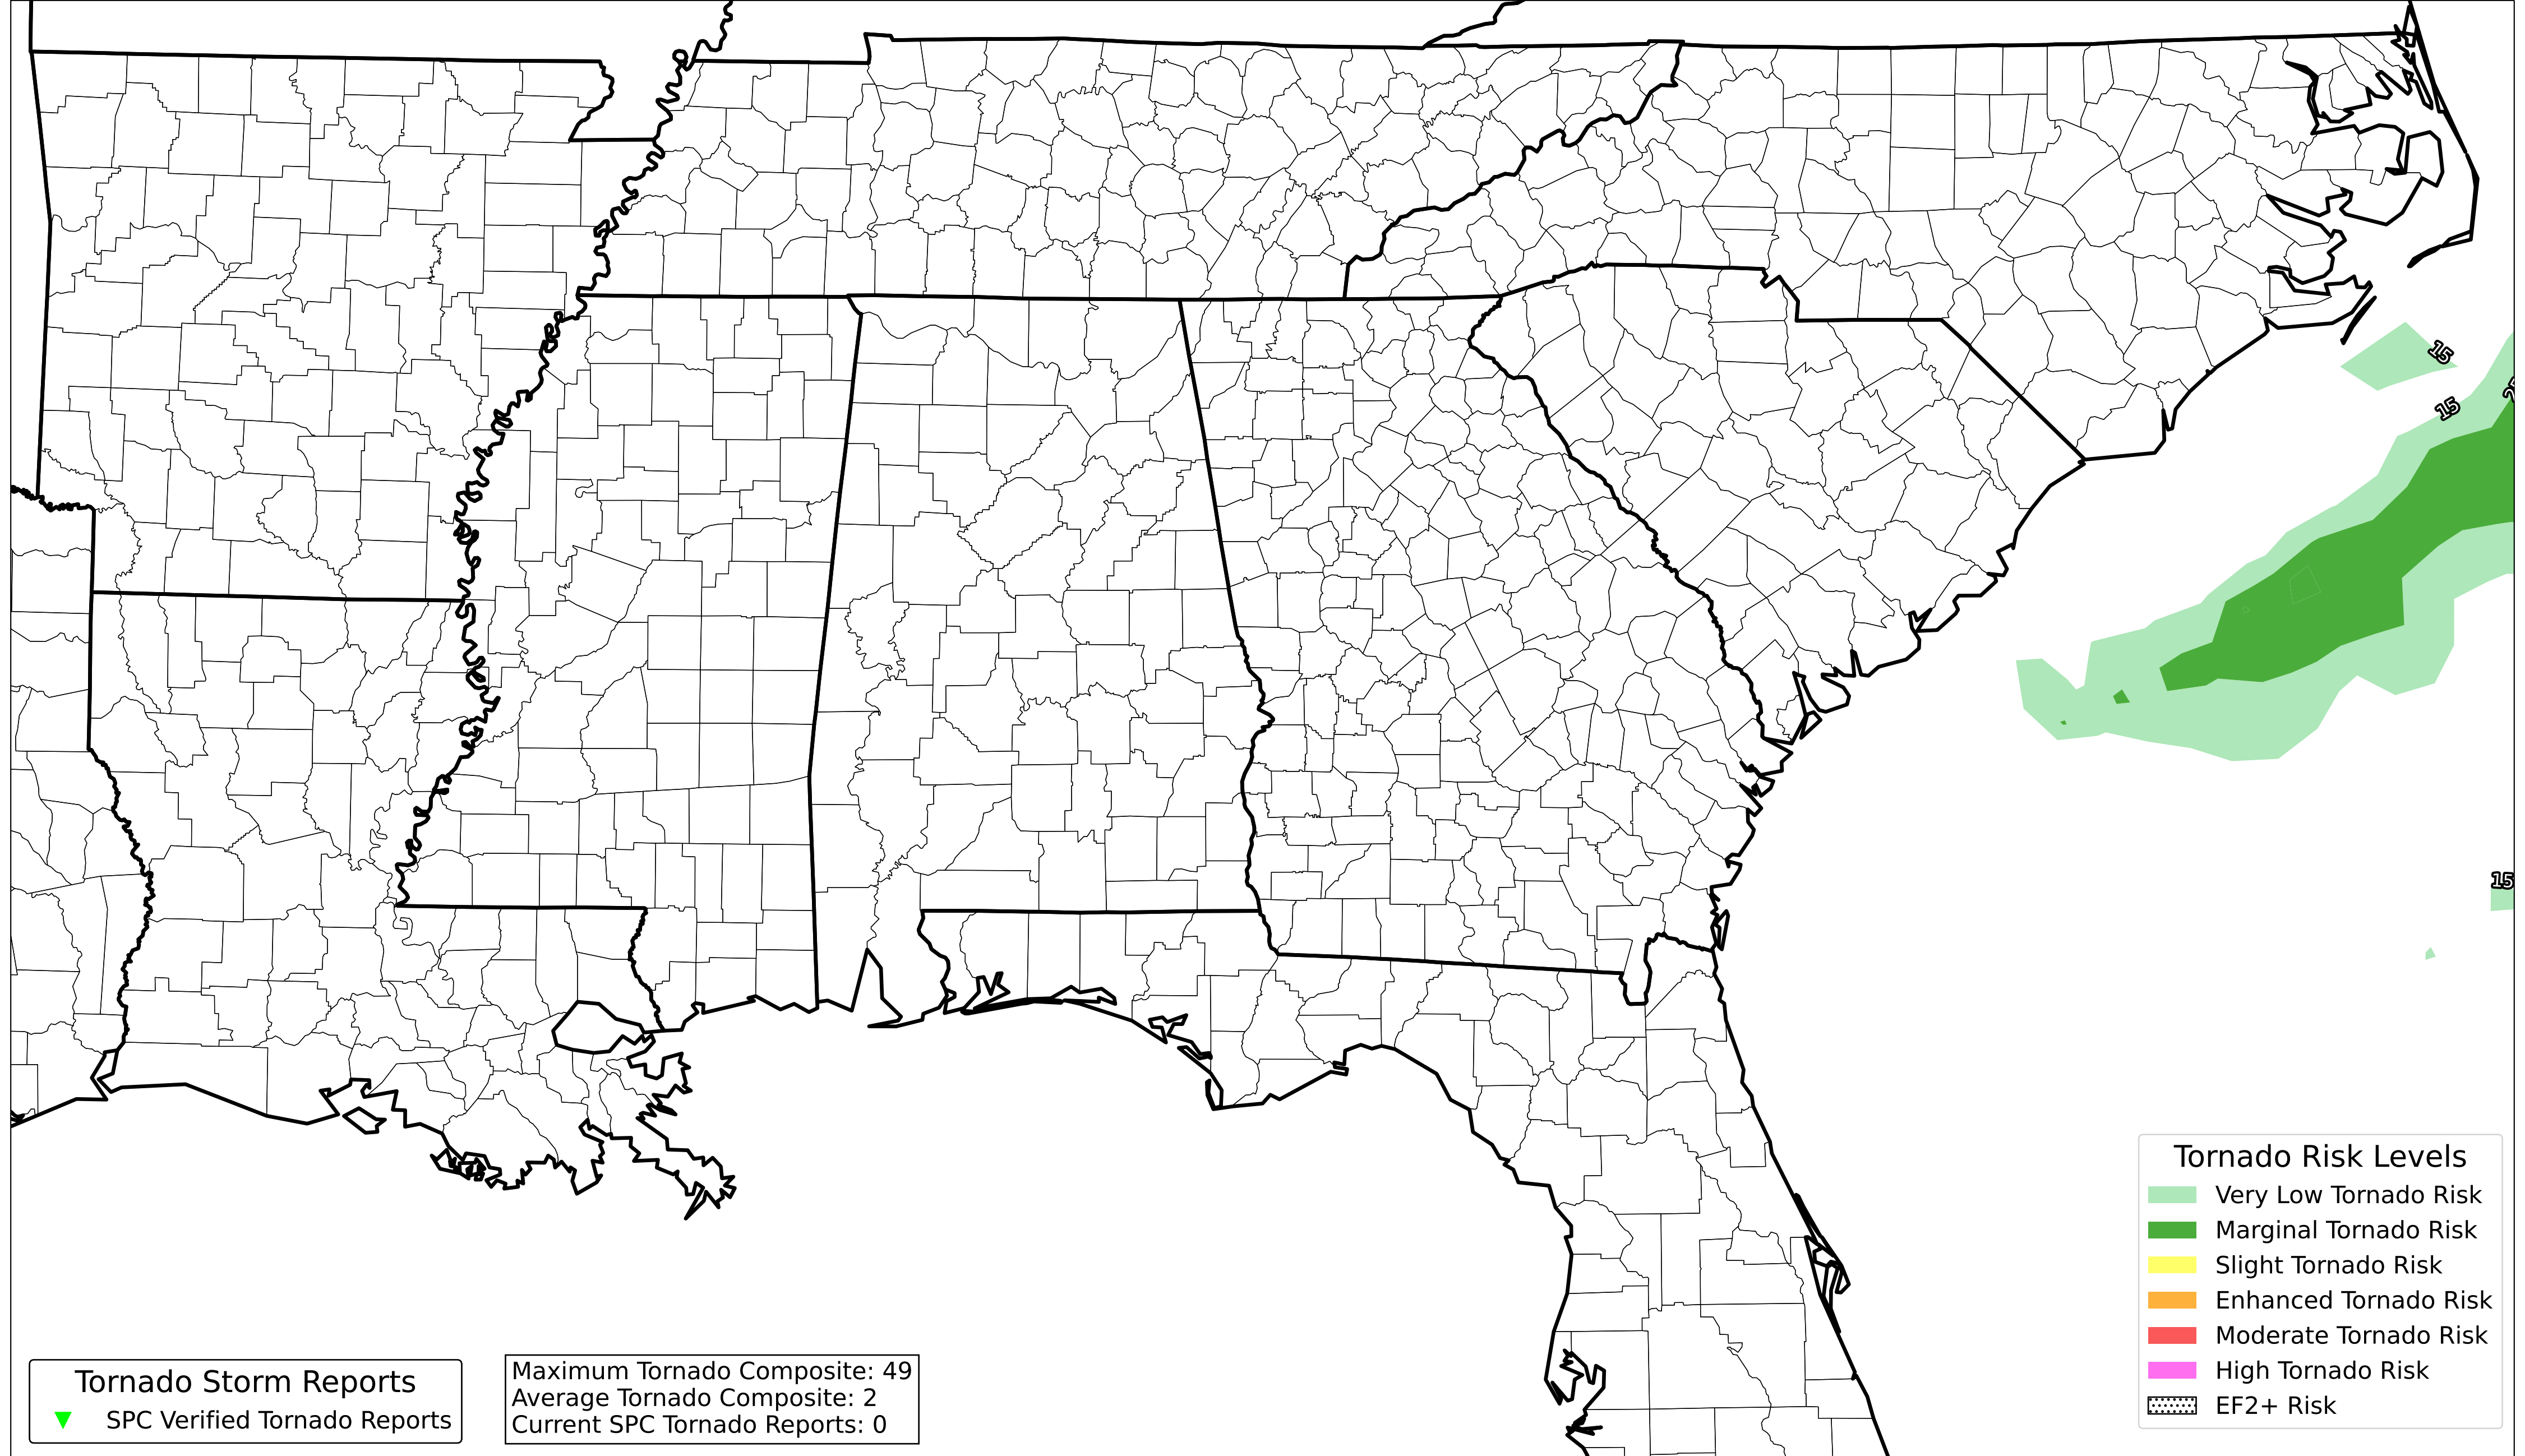 15
15
15
Tornado Risk Levels
Very Low Tornado Risk
Marginal Tornado Risk
Slight Tornado Risk
Enhanced Tornado Risk
Moderate Tornado Risk
High Tornado Risk
EF2+ Risk
Tornado Storm Reports
SPC Verified Tornado Reports
Maximum Tornado Composite: 49
Average Tornado Composite: 2
Current SPC Tornado Reports: 0